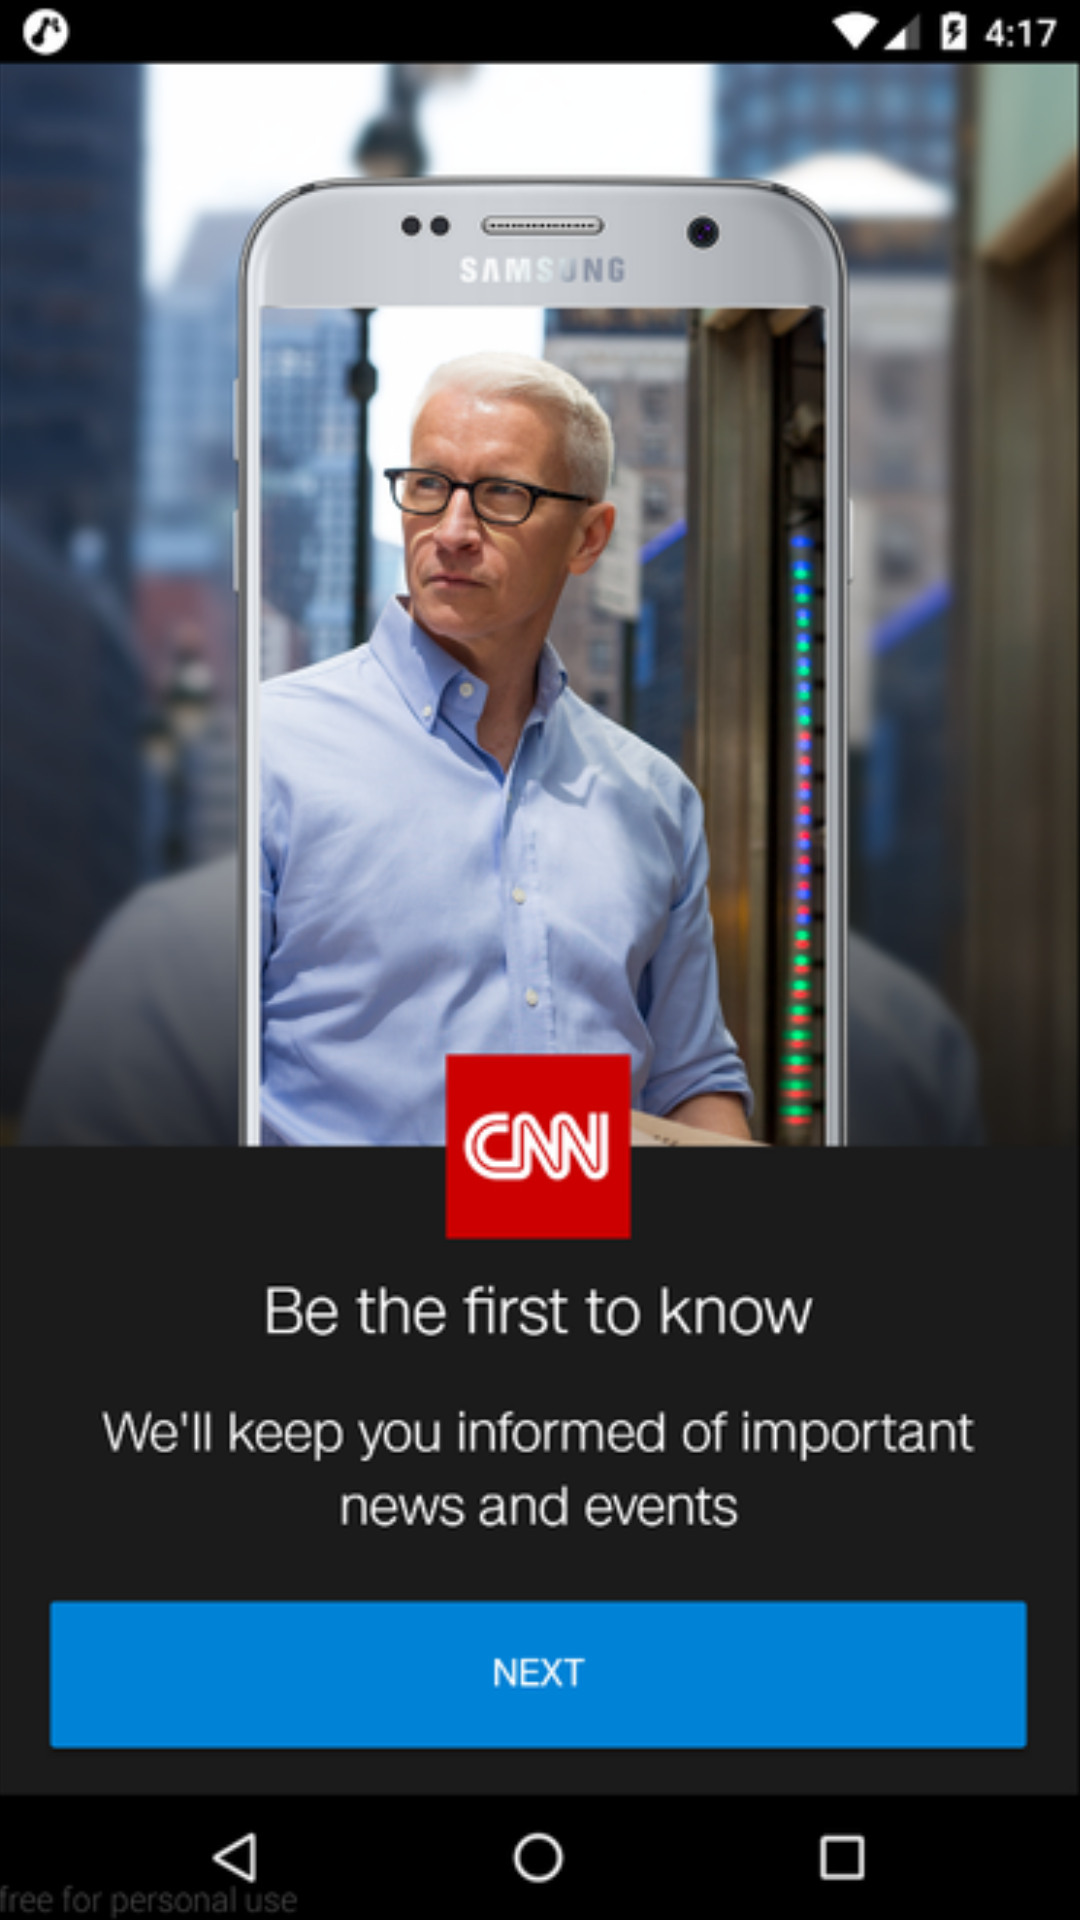 4:17
SAMSUNG
CNN
Be the first to know
We'll keep you informed of important
news and events
NEXT
free for personal use